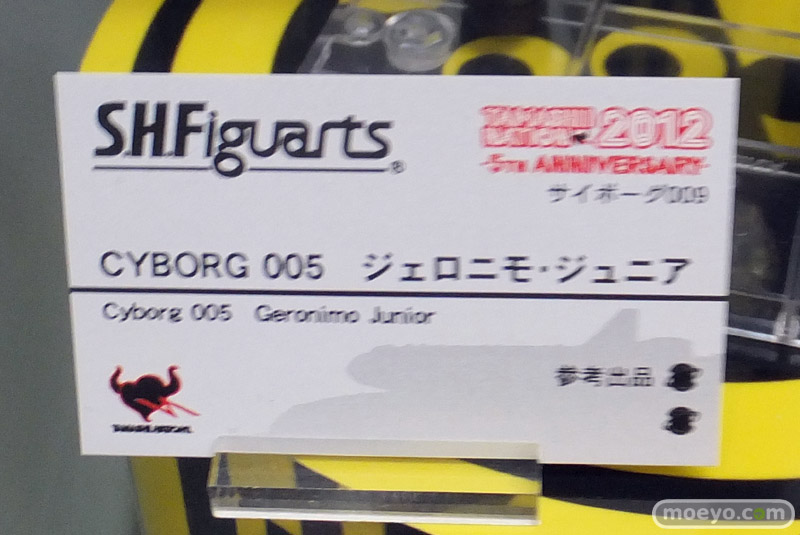 S.H.Figuarts®
TAMASHII
NATION 2012
-5TH ANNIVERSARY-
サイボーグ009
CYBORG 005 ジェロニモ・ジュニア
Cyborg 005 Geronimo Junior
参考出品
moeyo.com